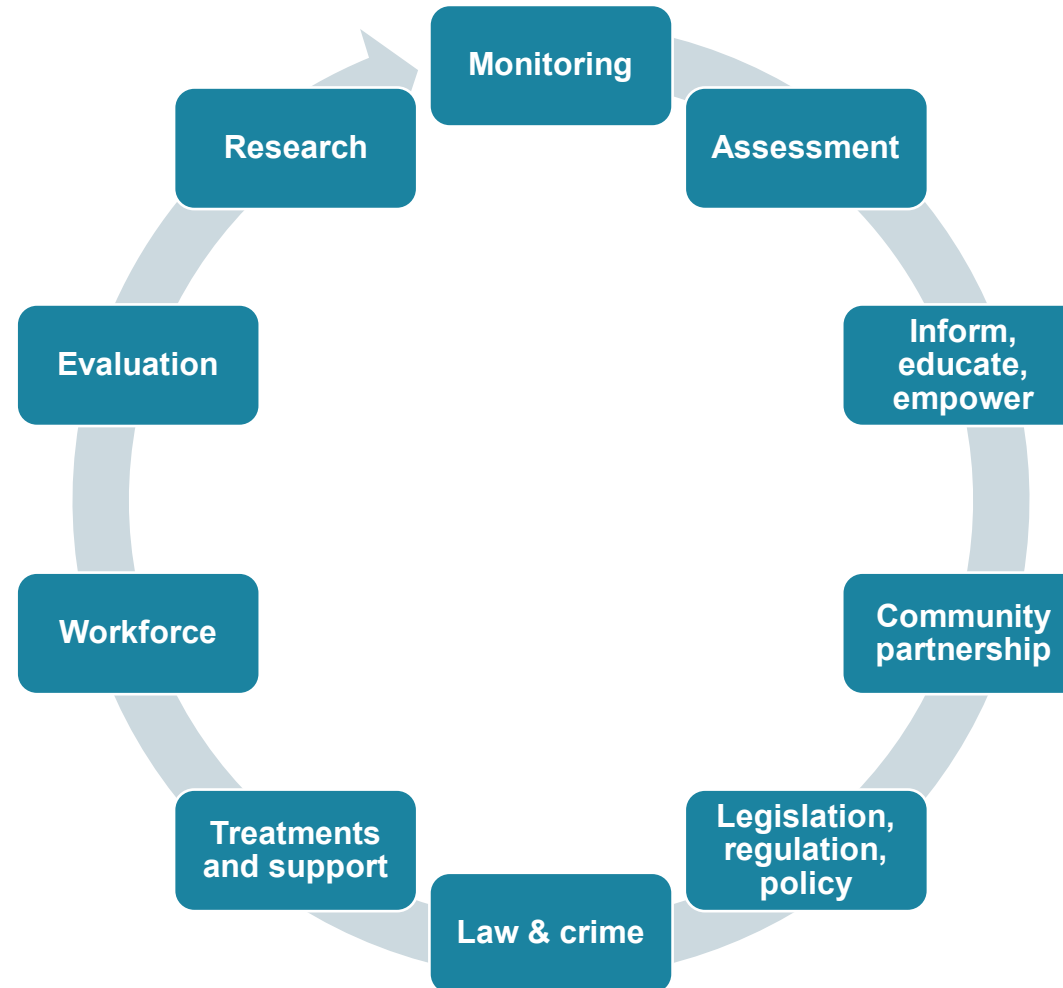 Monitoring
Assessment
Inform,
educate,
empower
Community
partnership
Legislation,
regulation,
policy
Law & crime
Treatments
and support
Workforce
Evaluation
Research